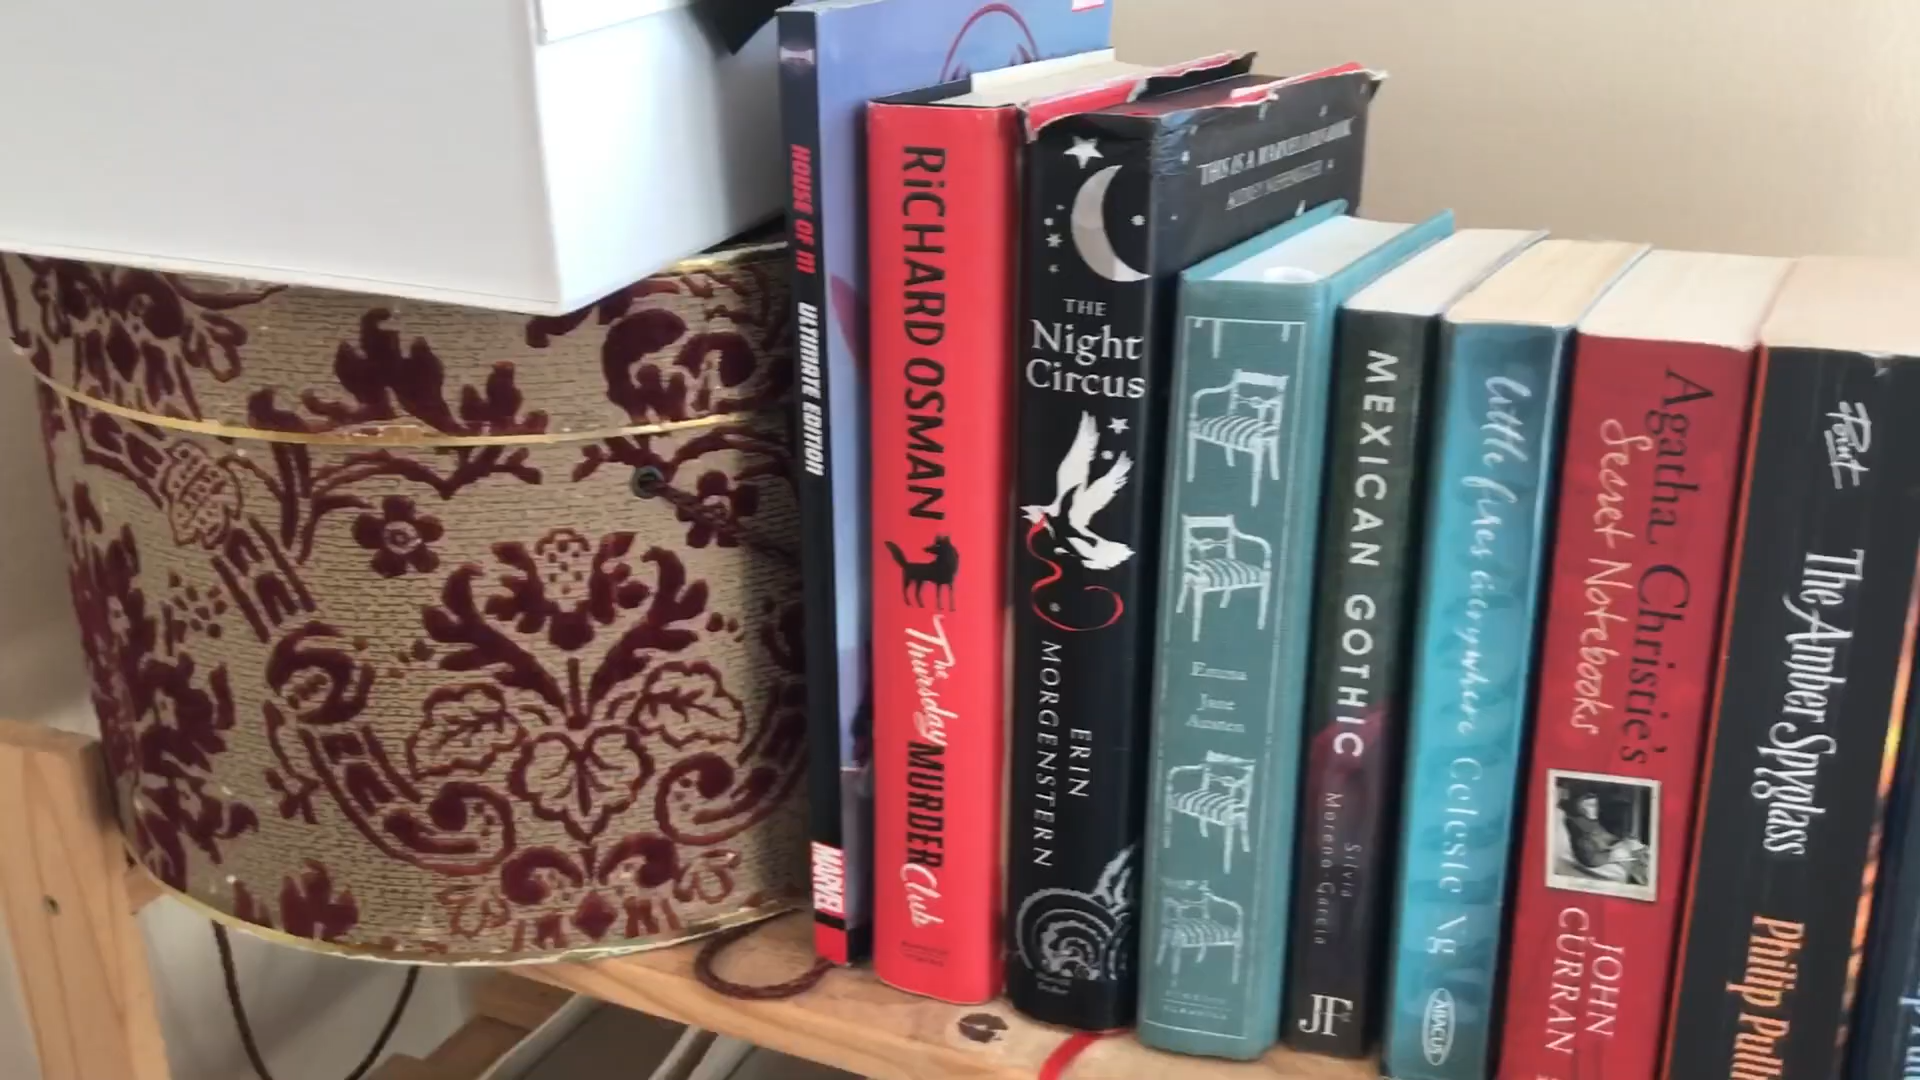 HOUSE OF M ULTIMATE EDITION
MARVEL
RiCHARD OSMAN
The Thursday MURDER Club
THE
Night
Circus
ERIN
MORGENSTERN
THIS IS A MARVELLOUS BOOK
Emma
Jane
Austen
MEXICAN GOTHIC
Silvia
Moreno-Garcia
JF
little fires everywhere Celeste Ng
ABACUS
Agatha Christie's
Secret Notebooks
JOHN
CURRAN
Point
The Amber Spyglass
Philip Pull